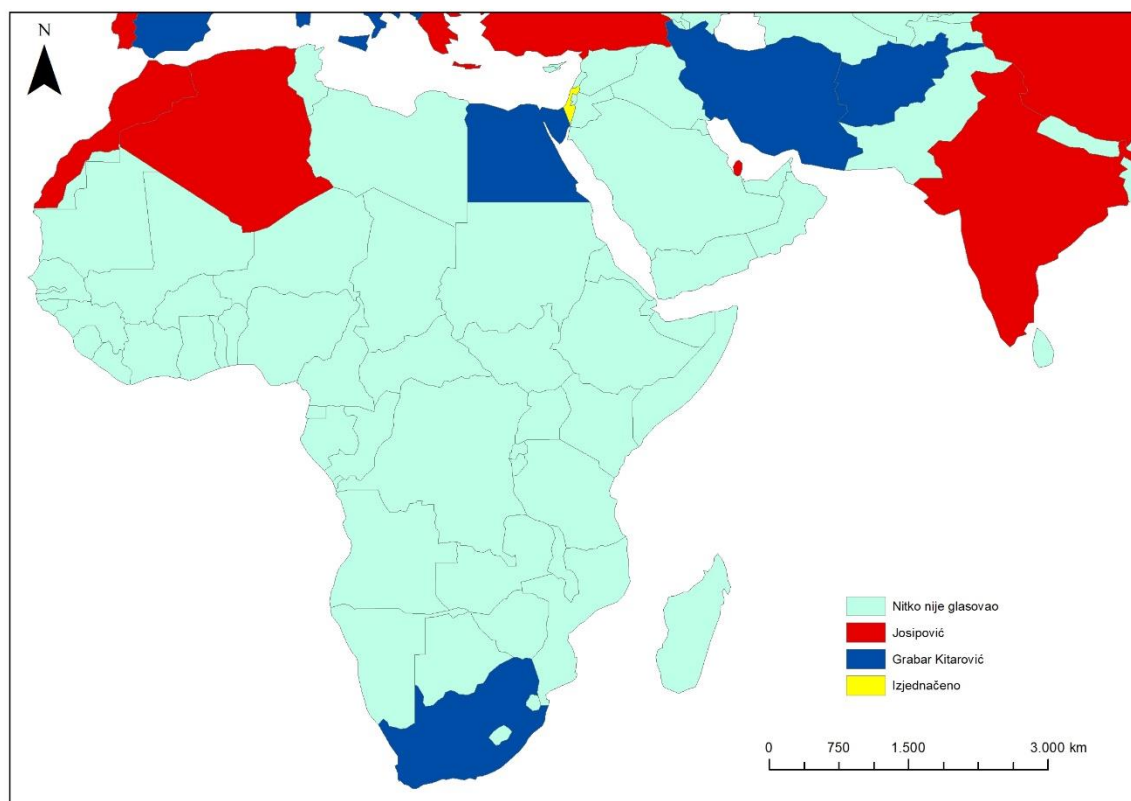 N
Nitko nije glasovao
Josipović
Grabar Kitarović
Izjednačeno
0 750 1.500 3.000 km